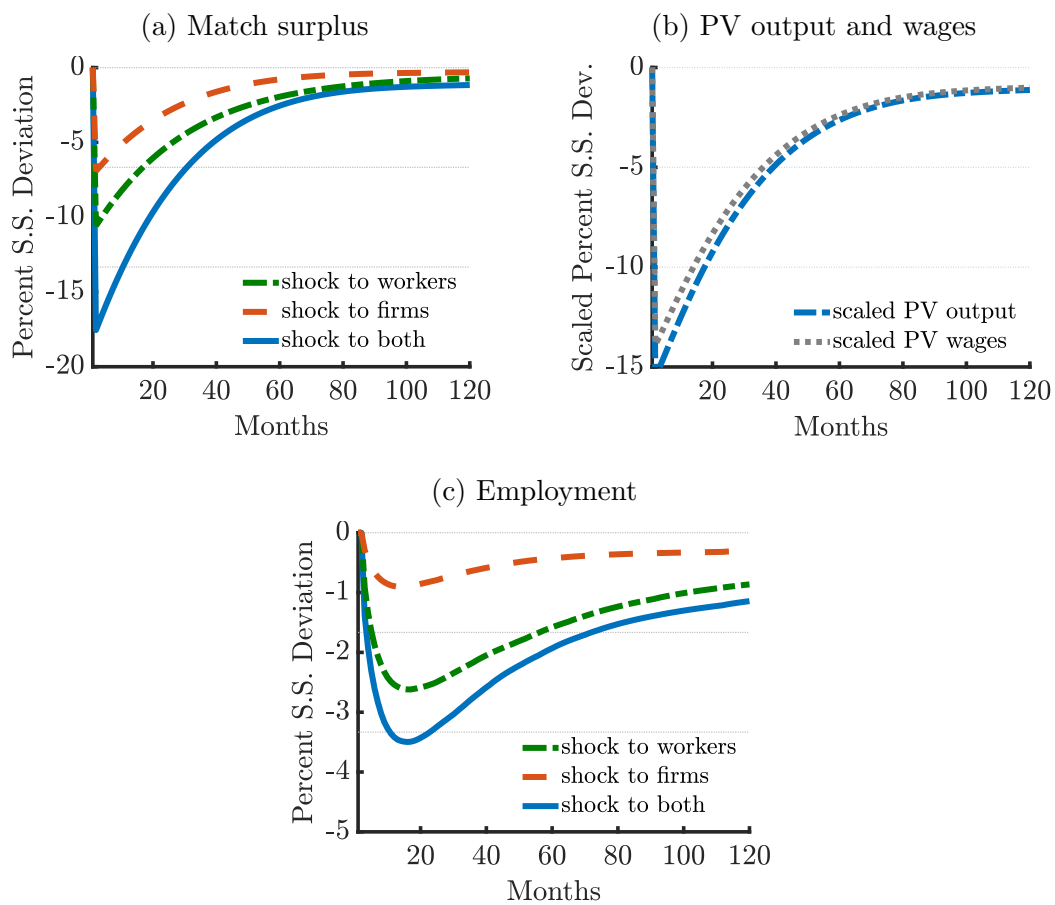 (a) Match surplus
Percent S.S. Deviation
0
-5
-10
-15
-20
shock to workers
shock to firms
shock to both
20 40 60 80 100 120
Months
(b) PV output and wages
Scaled Percent S.S. Dev.
0
-5
-10
-15
scaled PV output
scaled PV wages
20 40 60 80 100 120
Months
(c) Employment
Percent S.S. Deviation
0
-1
-2
-3
-4
-5
shock to workers
shock to firms
shock to both
20 40 60 80 100 120
Months